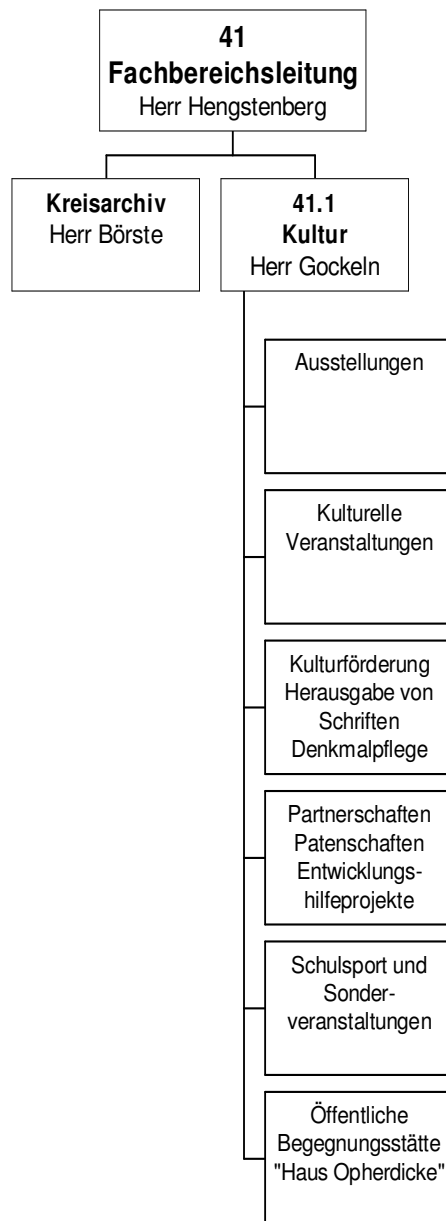 41
Fachbereichsleitung
Herr Hengstenberg
Kreisarchiv
Herr Börste
41.1
Kultur
Herr Gockeln
Ausstellungen
Kulturelle
Veranstaltungen
Kulturförderung
Herausgabe von
Schriften
Denkmalpflege
Partnerschaften
Patenschaften
Entwicklungs-
hilfeprojekte
Schulsport und
Sonder-
veranstaltungen
Öffentliche
Begegnungsstätte
"Haus Opherdicke"